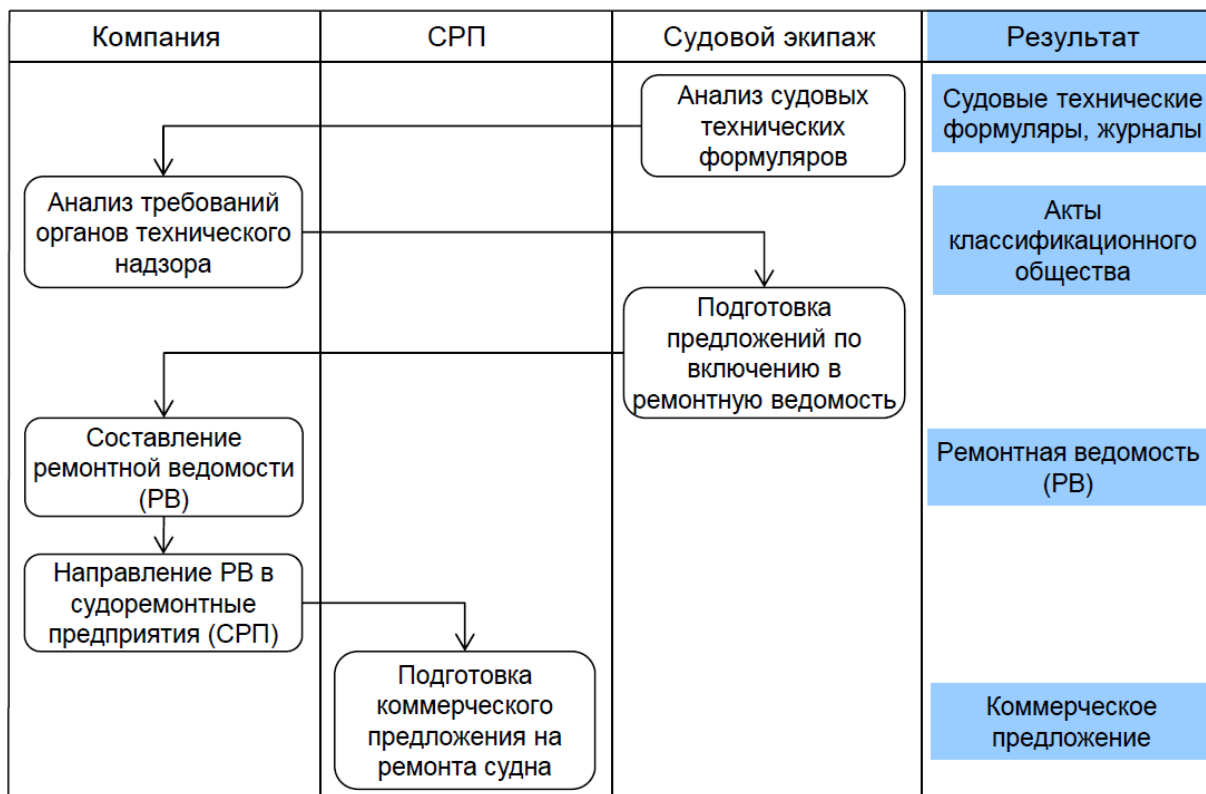 Компания
СРП
Судовой экипаж
Результат
Анализ судовых
технических
формуляров
Судовые технические
формуляры, журналы
Анализ требований
органов технического
надзора
Акты
классификационного
общества
Подготовка
предложений по
включению в
ремонтную ведомость
Составление
ремонтной ведомости
(РВ)
Ремонтная ведомость
(РВ)
Направление РВ в
судоремонтные
предприятия (СРП)
Подготовка
коммерческого
предложения на
ремонта судна
Коммерческое
предложение